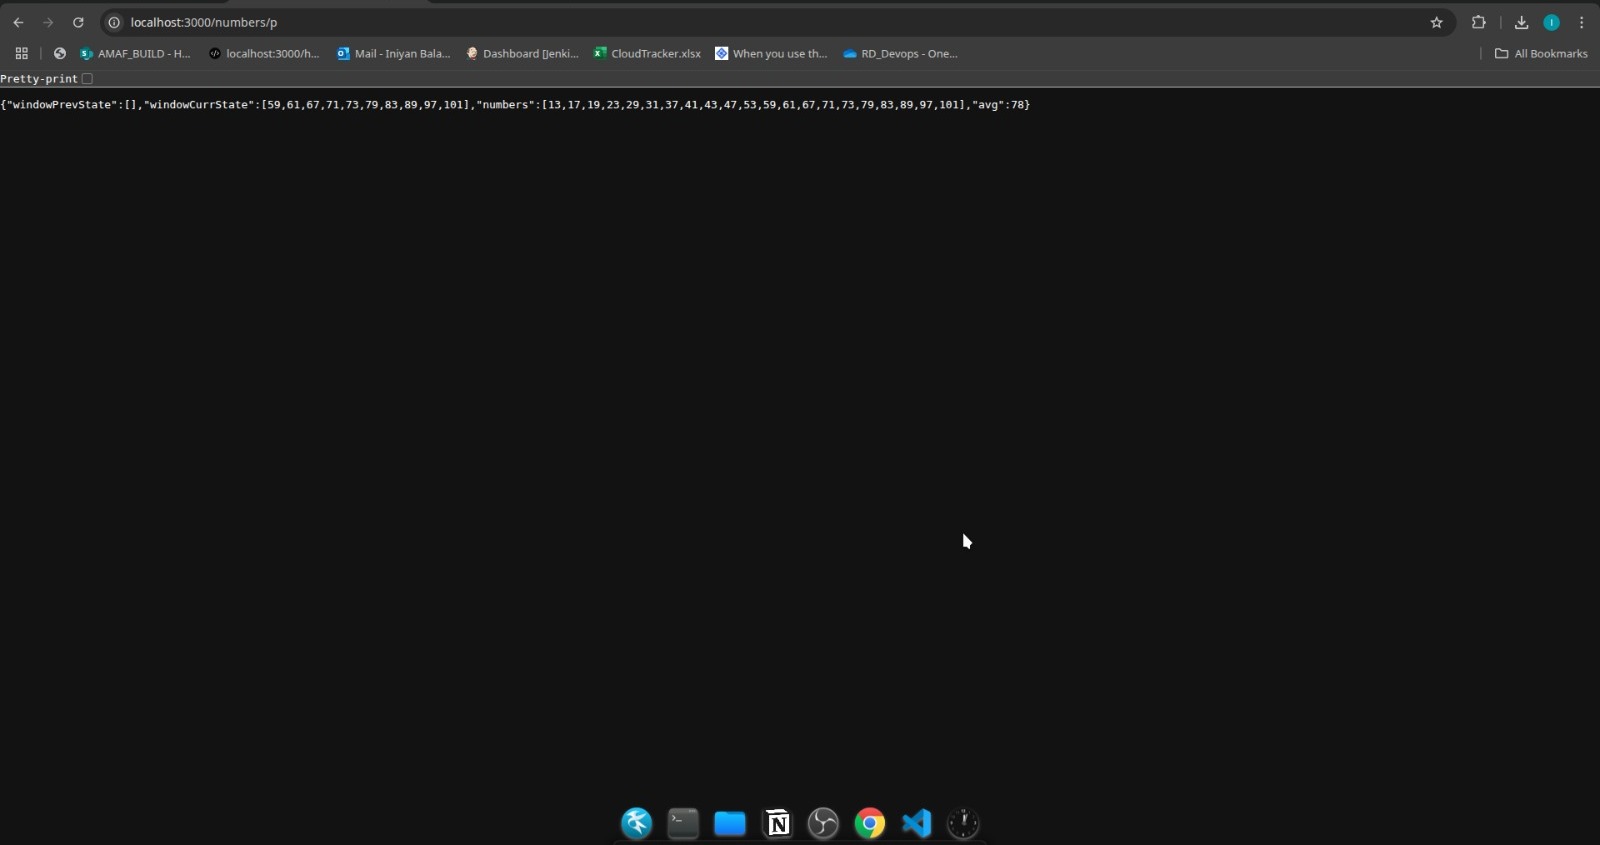 localhost:3000/numbers/p
AMAF_BUILD - H... localhost:3000/h... Mail - Iniyan Bala... Dashboard [Jenki... CloudTracker.xlsx When you use th... RD_Devops - One... All Bookmarks
Pretty-print
{"windowPrevState":[],"windowCurrState":[59,61,67,71,73,79,83,89,97,101],"numbers":[13,17,19,23,29,31,37,41,43,47,53,59,61,67,71,73,79,83,89,97,101],"avg":78}